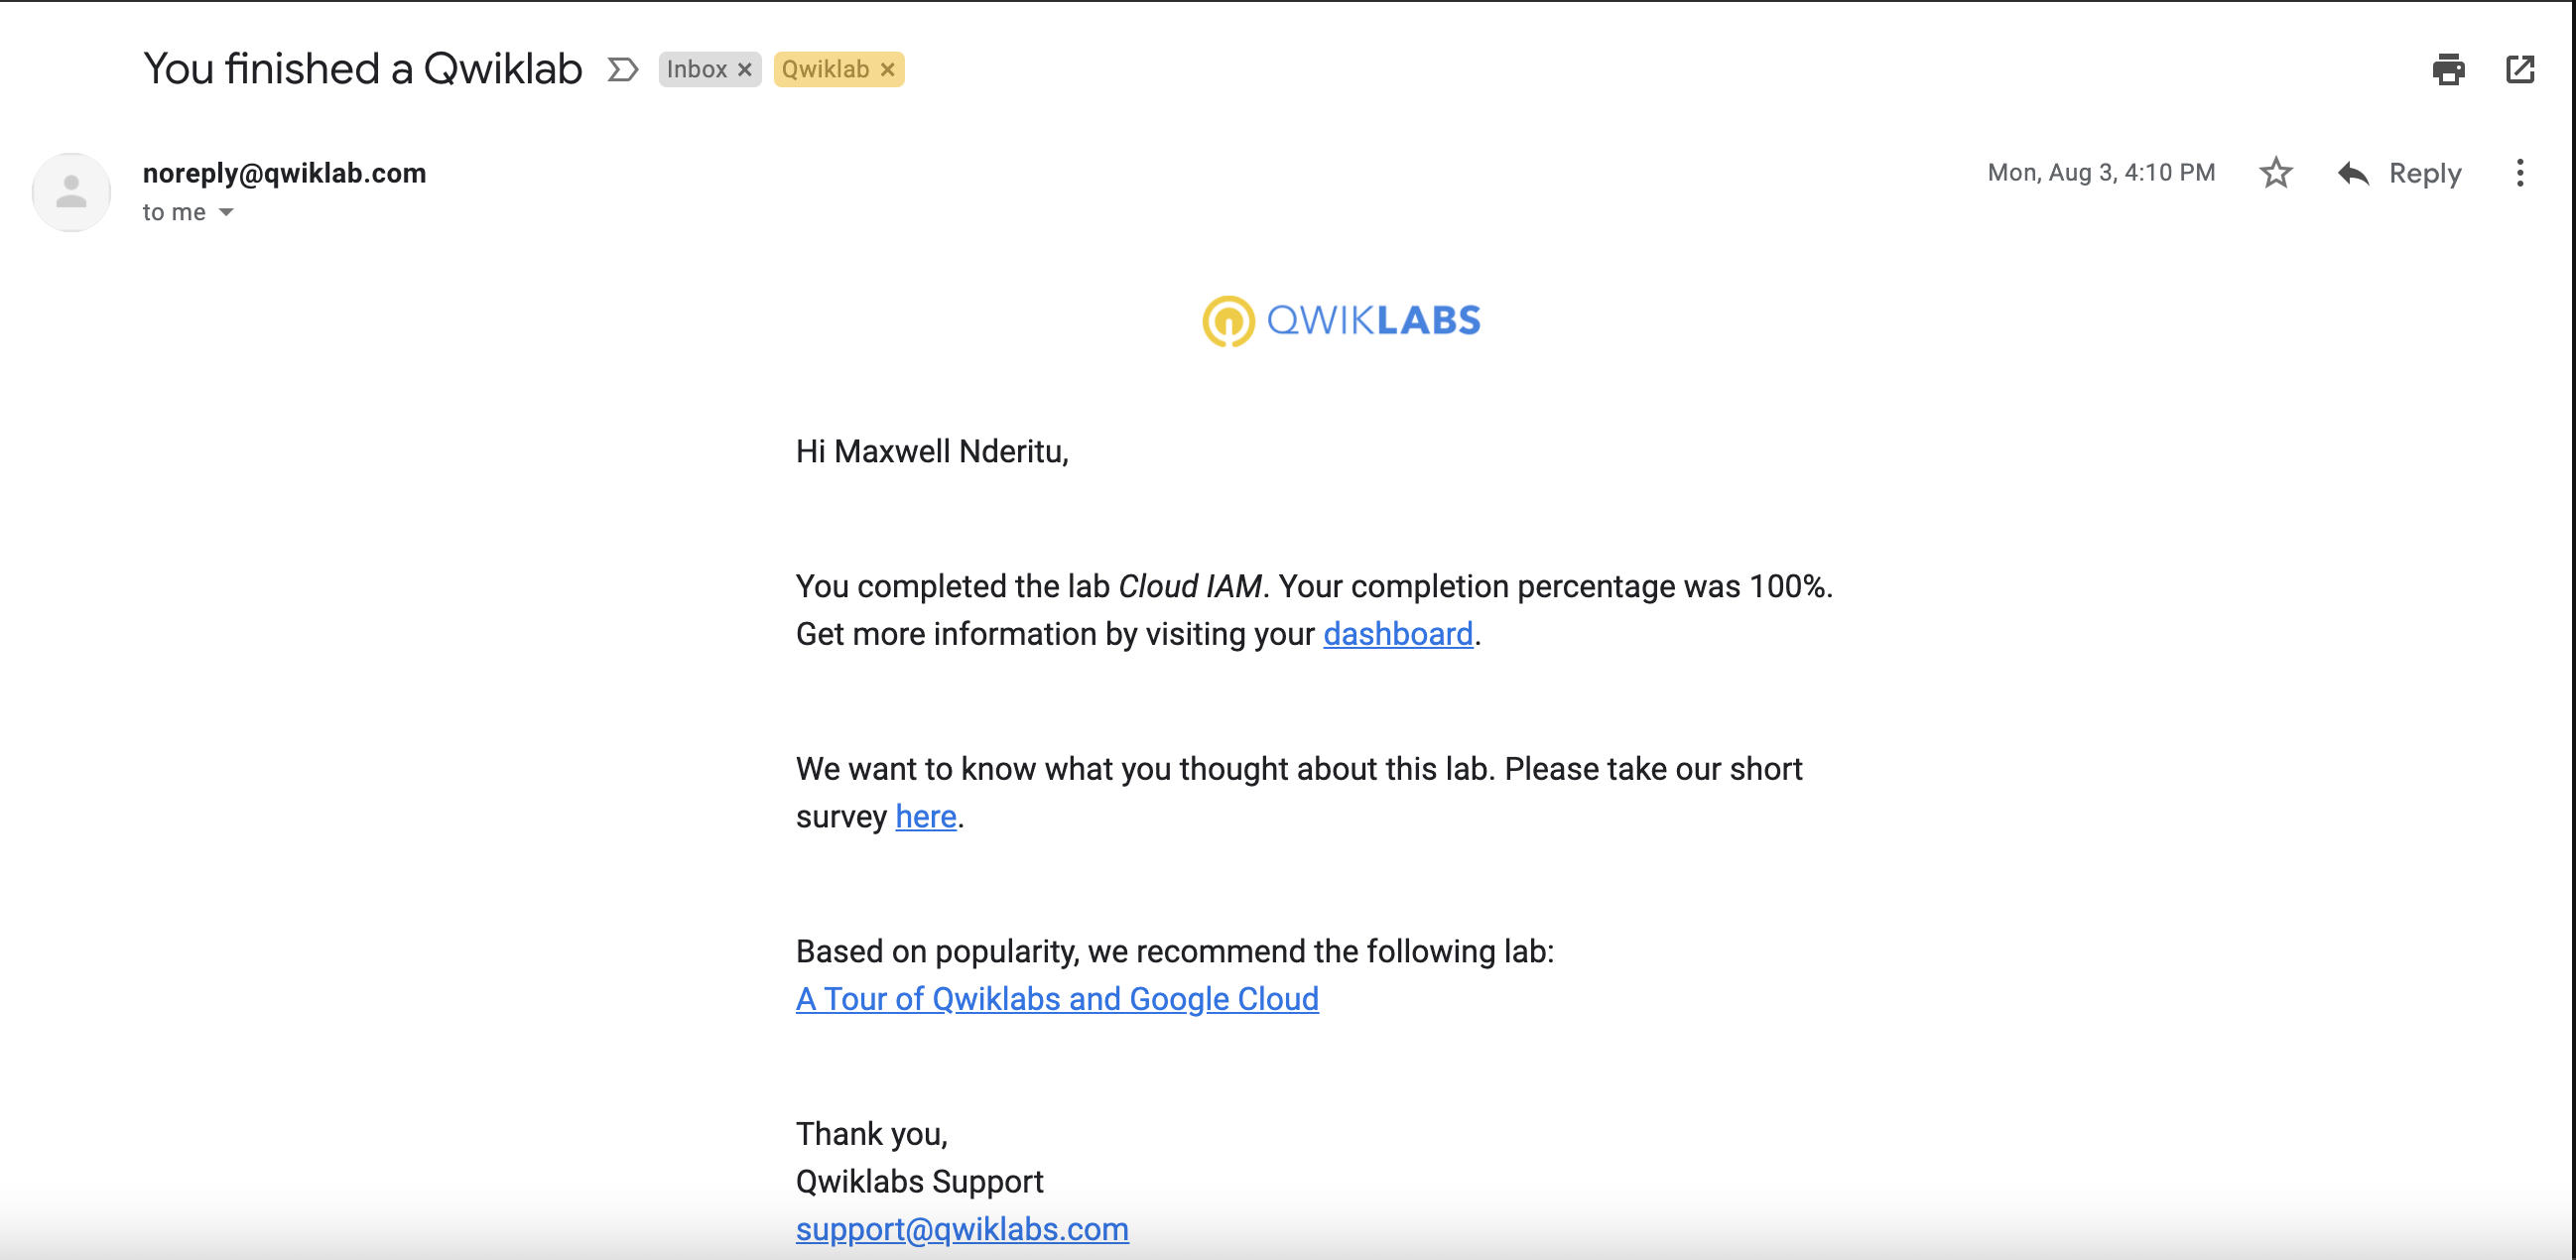 You finished a Qwiklab Inbox × Qwiklab ×
noreply@qwiklab.com Mon, Aug 3, 4:10 PM Reply
to me
QWIKLABS
Hi Maxwell Nderitu,
You completed the lab Cloud IAM. Your completion percentage was 100%.
Get more information by visiting your dashboard.
We want to know what you thought about this lab. Please take our short
survey here.
Based on popularity, we recommend the following lab:
A Tour of Qwiklabs and Google Cloud
Thank you,
Qwiklabs Support
support@qwiklabs.com